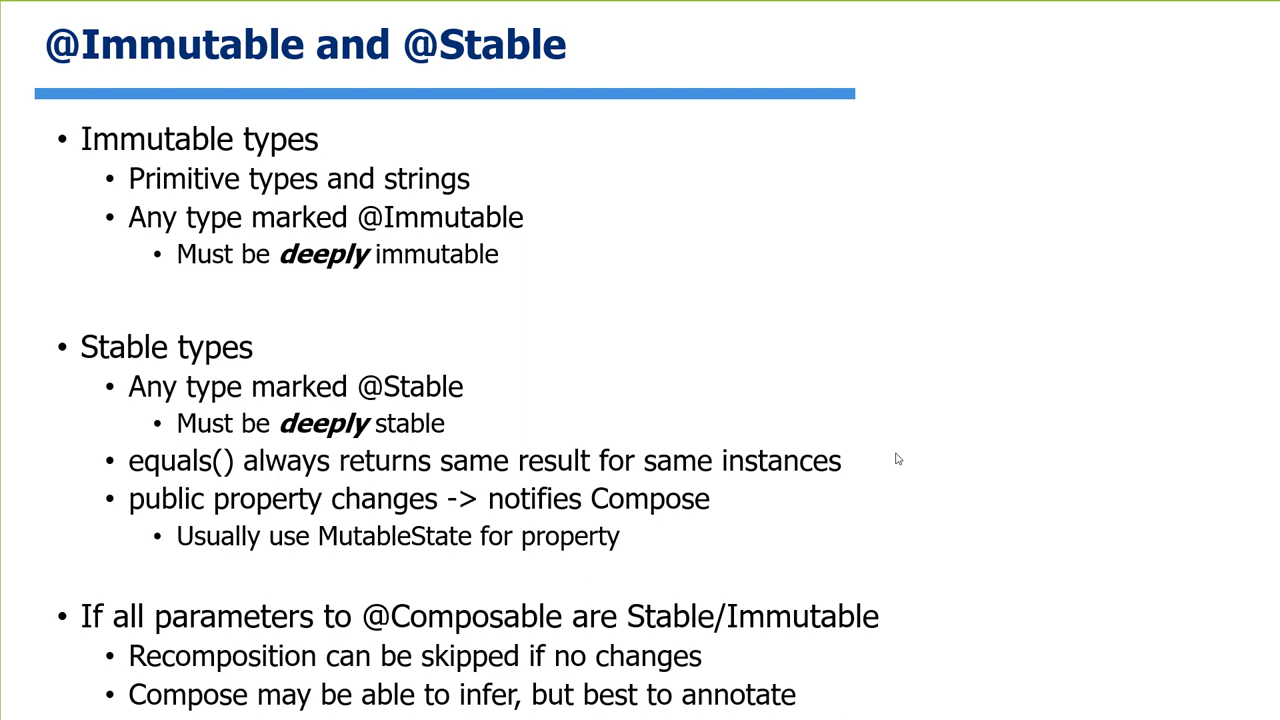 @Immutable and @Stable
• Immutable types
• Primitive types and strings
• Any type marked @Immutable
• Must be deeply immutable
• Stable types
• Any type marked @Stable
• Must be deeply stable
• equals() always returns same result for same instances
• public property changes -> notifies Compose
• Usually use MutableState for property
• If all parameters to @Composable are Stable/Immutable
• Recomposition can be skipped if no changes
• Compose may be able to infer, but best to annotate